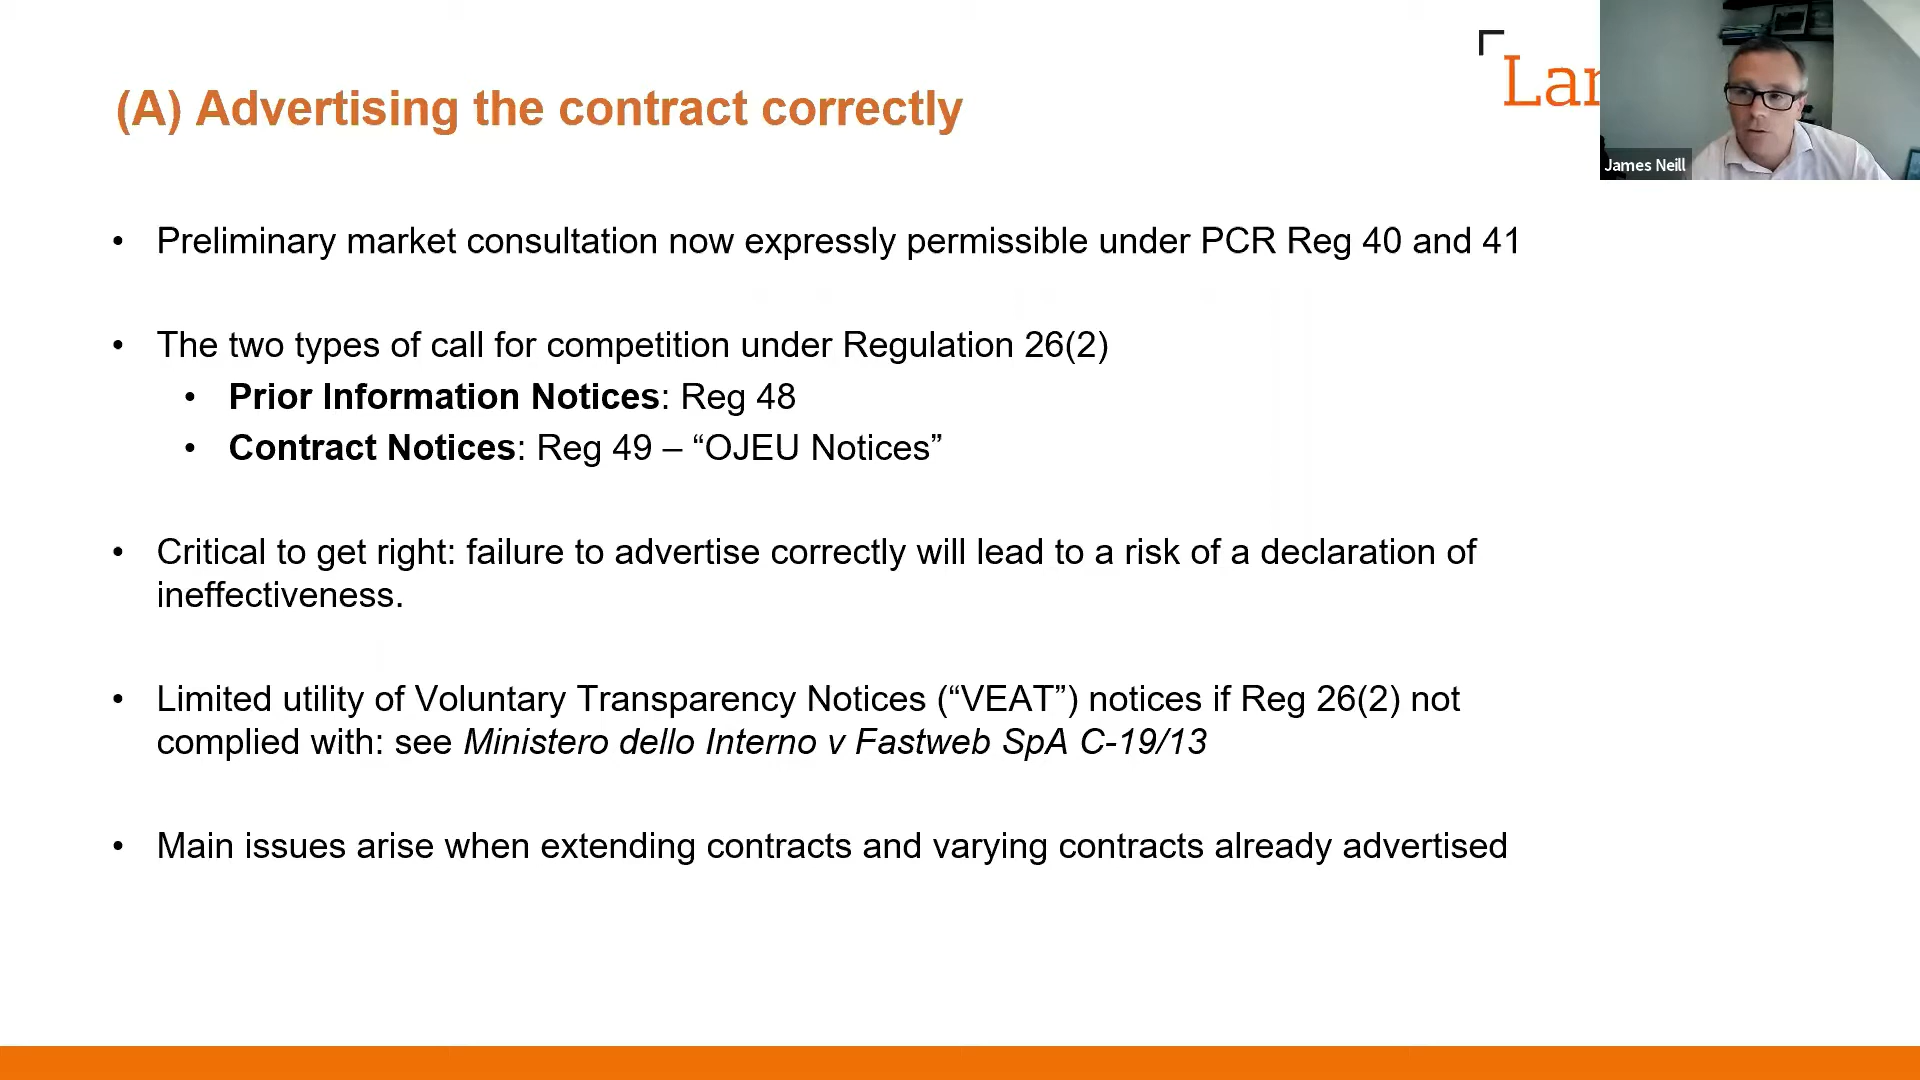 (A) Advertising the contract correctly
Lar
James Neill
• Preliminary market consultation now expressly permissible under PCR Reg 40 and 41
• The two types of call for competition under Regulation 26(2)
• Prior Information Notices: Reg 48
• Contract Notices: Reg 49 – “OJEU Notices”
• Critical to get right: failure to advertise correctly will lead to a risk of a declaration of
ineffectiveness.
• Limited utility of Voluntary Transparency Notices (“VEAT”) notices if Reg 26(2) not
complied with: see Ministero dello Interno v Fastweb SpA C-19/13
• Main issues arise when extending contracts and varying contracts already advertised